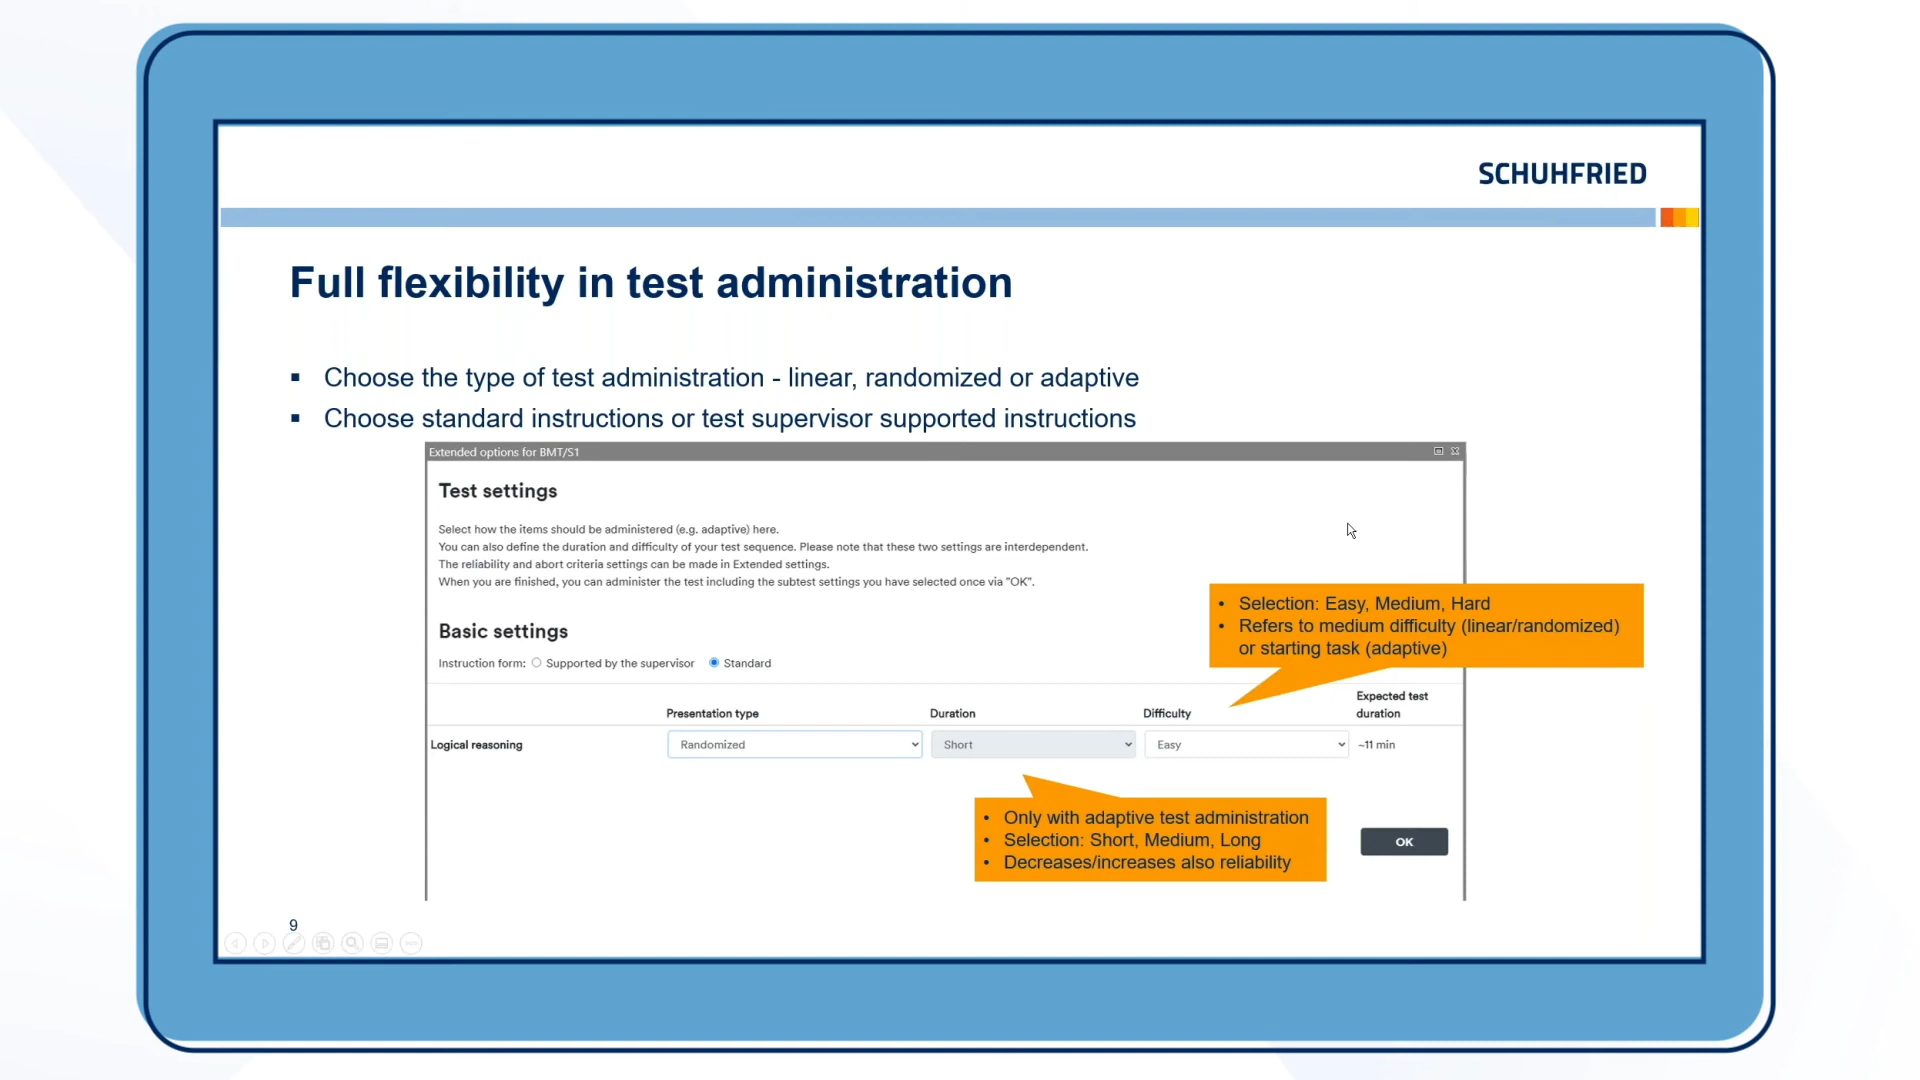 SCHUHFRIED
Full flexibility in test administration
▪ Choose the type of test administration - linear, randomized or adaptive
▪ Choose standard instructions or test supervisor supported instructions
Extended options for BMT/S1
Test settings
Select how the items should be administered (e.g. adaptive) here.
You can also define the duration and difficulty of your test sequence. Please note that these two settings are interdependent.
The reliability and abort criteria settings can be made in Extended settings.
When you are finished, you can administer the test including the subtest settings you have selected once via "OK".
• Selection: Easy, Medium, Hard
• Refers to medium difficulty (linear/randomized)
or starting task (adaptive)
Basic settings
Instruction form: Supported by the supervisor Standard
Presentation type Duration Difficulty Expected test
duration
Logical reasoning Randomized Short Easy ~11 min
• Only with adaptive test administration
• Selection: Short, Medium, Long
• Decreases/increases also reliability
OK
9